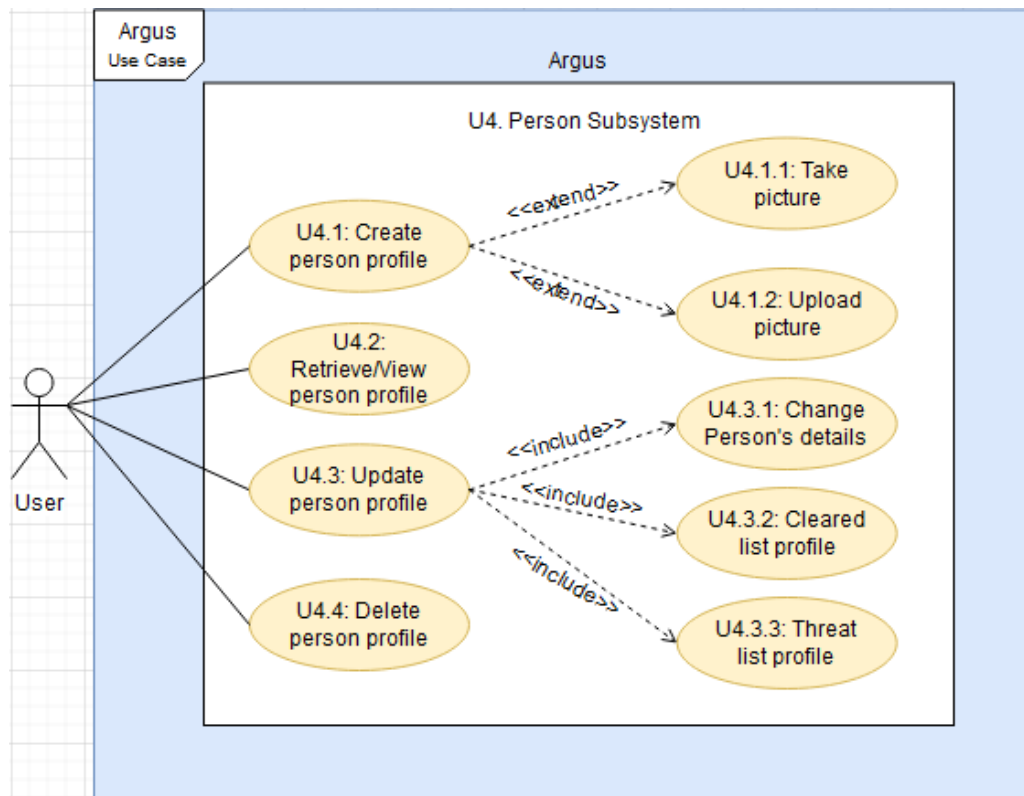 Argus
Use Case
Argus
U4. Person Subsystem
U4.1: Create
person profile
<<extend>>
U4.1.1: Take
picture
<<extend>>
U4.1.2: Upload
picture
U4.2:
Retrieve/View
person profile
U4.3: Update
person profile
<<include>>
U4.3.1: Change
Person's details
<<include>>
U4.3.2: Cleared
list profile
<<include>>
U4.3.3: Threat
list profile
U4.4: Delete
person profile
User